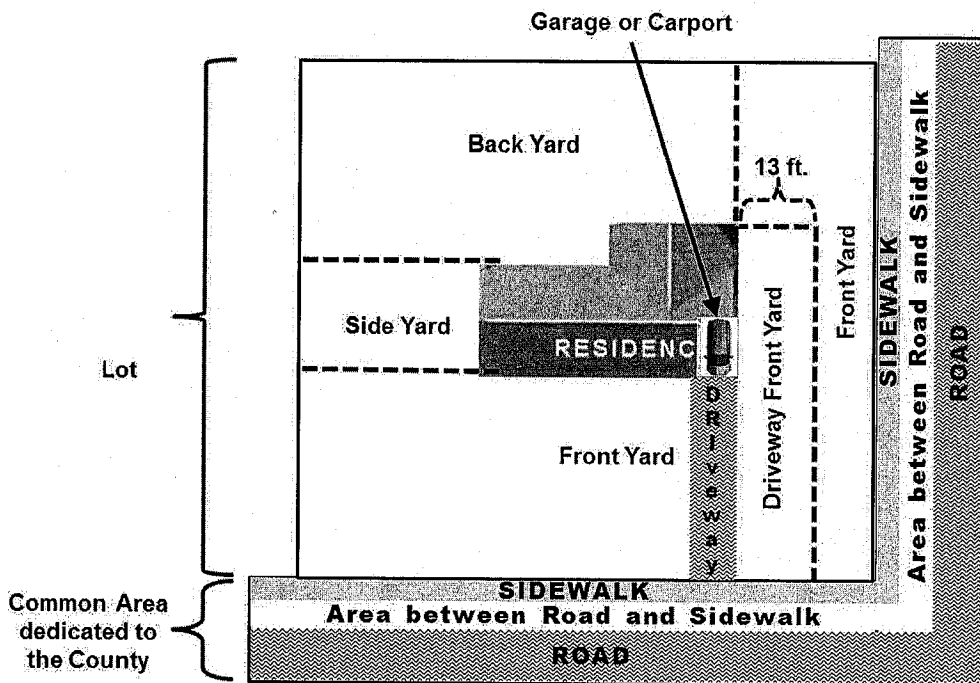 Garage or Carport
Back Yard
13 ft.
Side Yard
RESIDENC
Lot
Front Yard
DRiveway
Driveway Front Yard
Front Yard
SIDEWALK
Area between Road and Sidewalk
ROAD
SIDEWALK
Area between Road and Sidewalk
ROAD
Common Area
dedicated to
the County